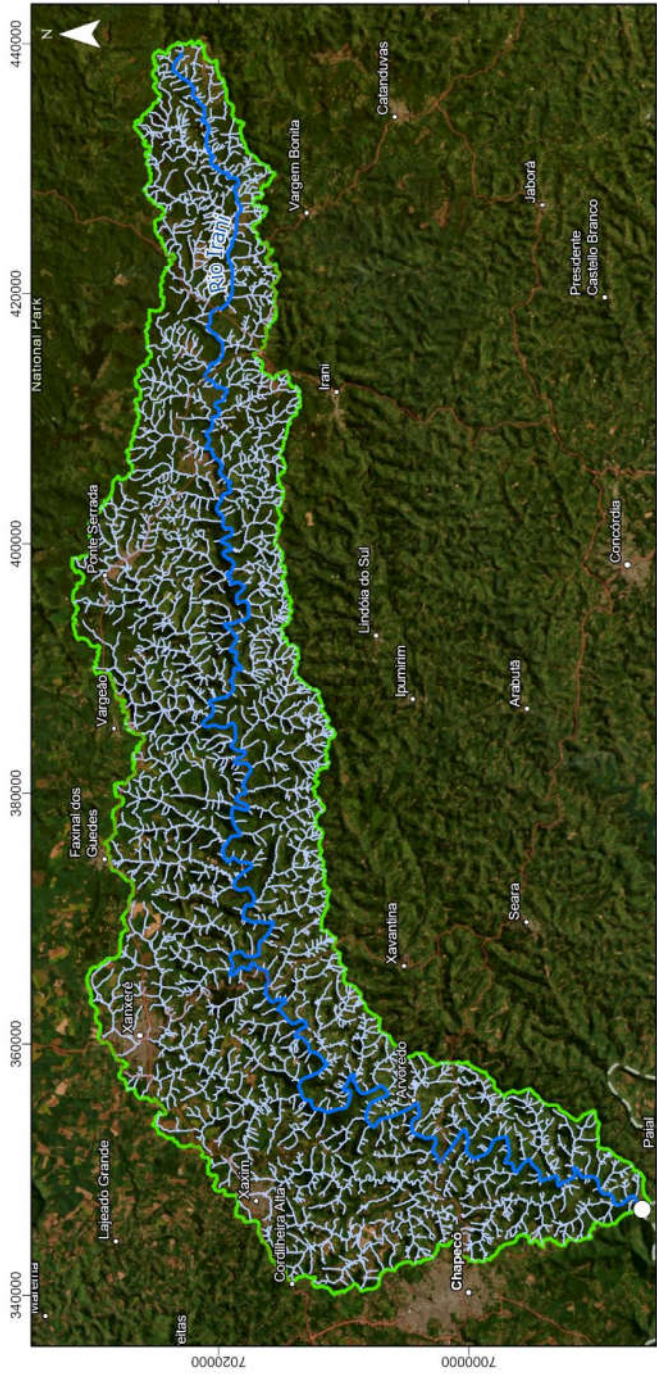 340000 360000 380000 400000 420000 440000
N
National Park
Marema
Lajeado Grande
Faxinal dos
Guedes
Vargeão
Ponte Serrada
Xanxerê
eitas
7020000
Rio Irani
Xaxim
Cordilheira Alta
Vargem Bonita
Irani
Catanduvas
Arvoredo
Xavantina
Lindóia do Sul
Ipumirim
7000000
Chapecó
Seara
Arabutã
Jaborá
Presidente
Castello Branco
Concórdia
Paial